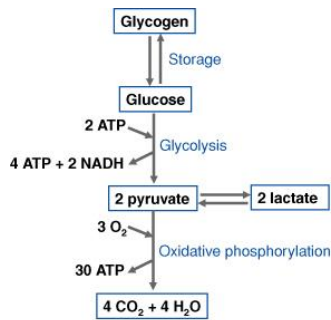 Glycogen
Storage
Glucose
2 ATP
Glycolysis
4 ATP + 2 NADH
2 pyruvate
2 lactate
3 O₂
Oxidative phosphorylation
30 ATP
4 CO₂ + 4 H₂O